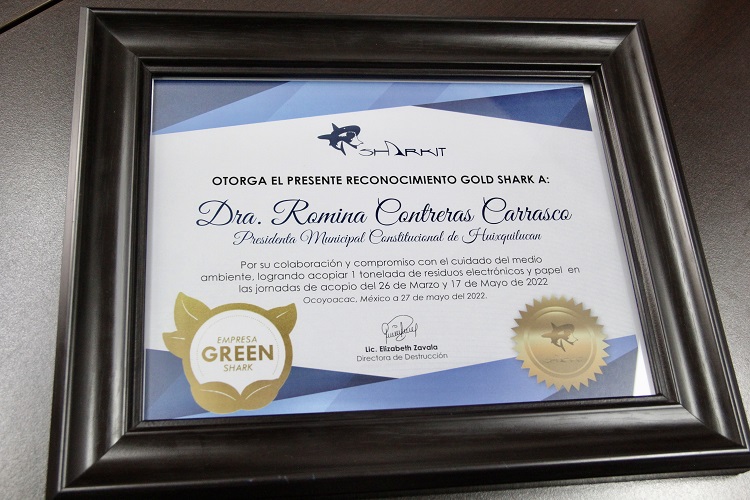 SHARKIT
OTORGA EL PRESENTE RECONOCIMIENTO GOLD SHARK A:
Dra. Romina Contreras Carrasco
Presidenta Municipal Constitucional de Huixquilucan
Por su colaboración y compromiso con el cuidado del medio
ambiente, logrando acopiar 1 tonelada de residuos electrónicos y papel en
las jornadas de acopio del 26 de Marzo y 17 de Mayo de 2022
Ocoyoacac, México a 27 de mayo del 2022.
Lic. Elizabeth Zavala
Directora de Destrucción
EMPRESA
GREEN
SHARK